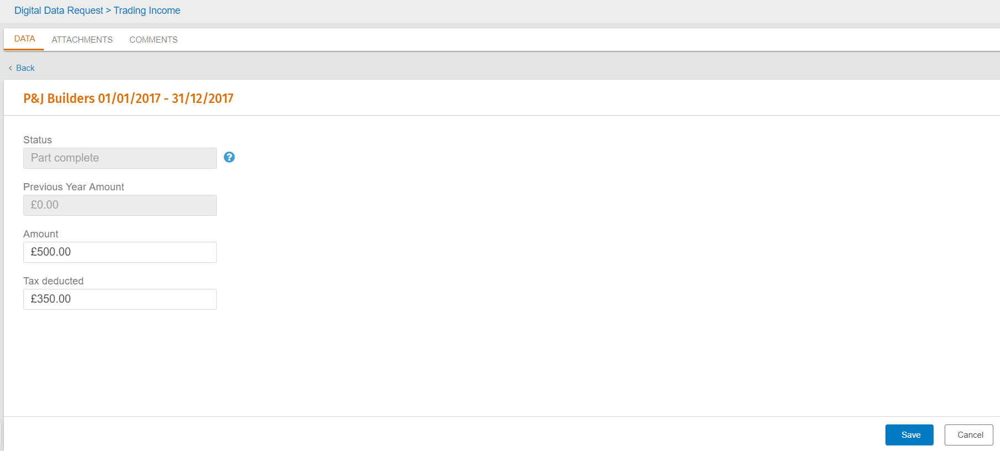 Digital Data Request > Trading Income
DATA ATTACHMENTS COMMENTS
< Back
P&J Builders 01/01/2017 - 31/12/2017
Status
Part complete ?
Previous Year Amount
£0.00
Amount
£500.00
Tax deducted
£350.00
Save Cancel